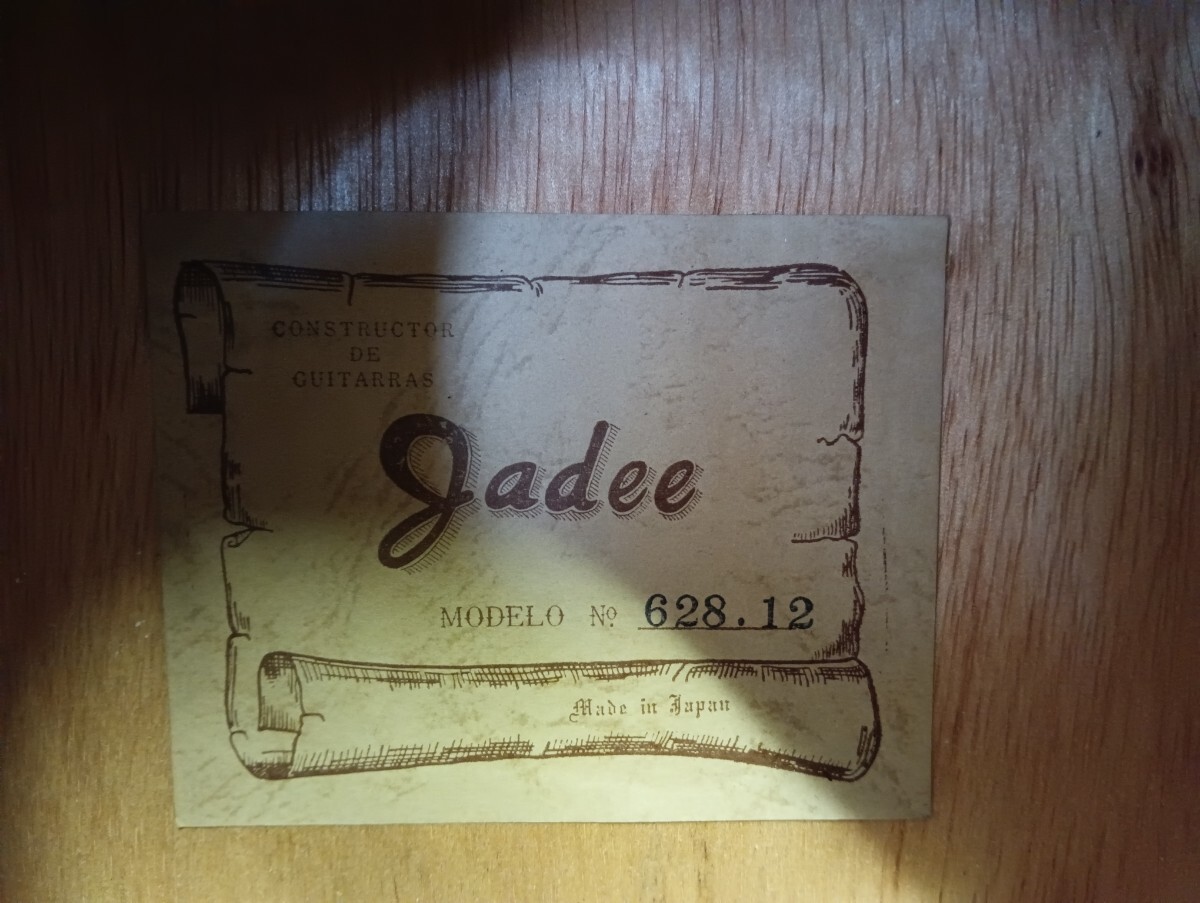 CONSTRUCTOR
DE
GUITARRAS
Jadee
MODELO Nº 628.12
Made in Japan